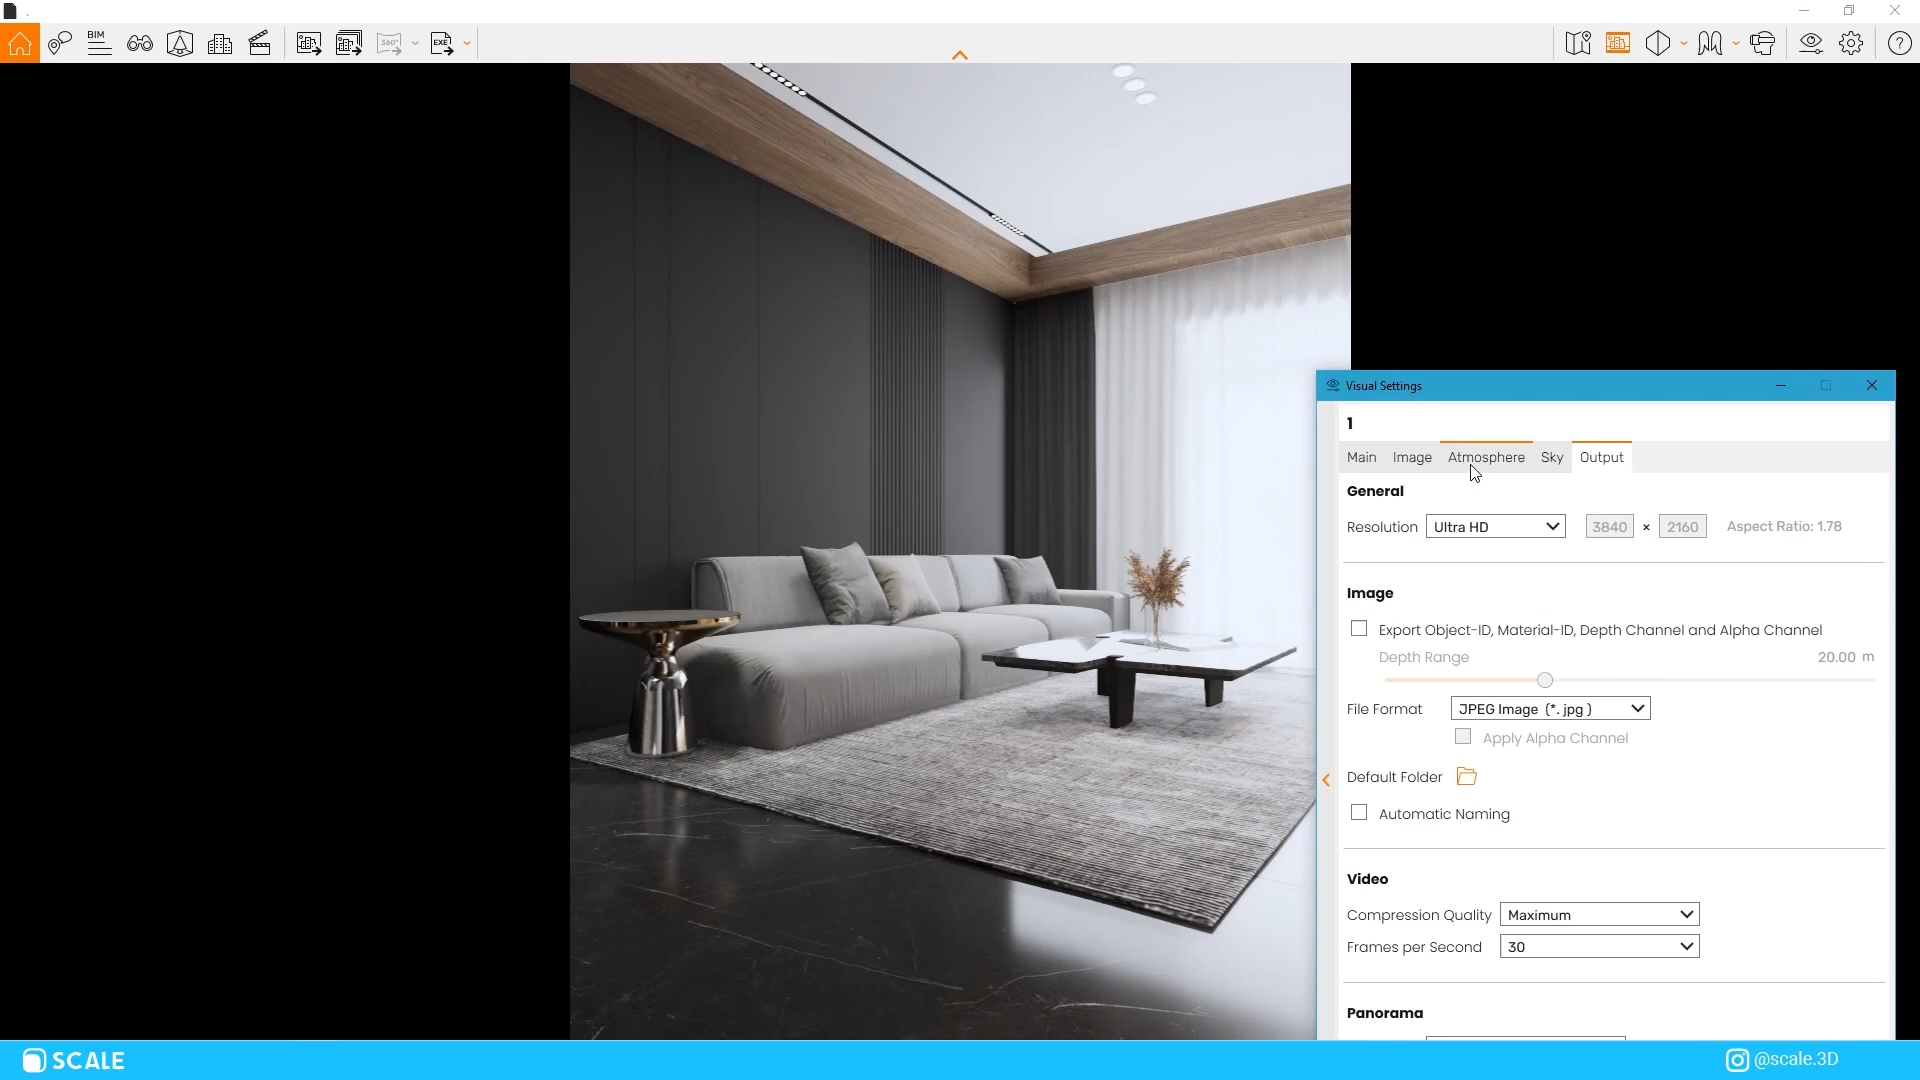 BIM
360°
EXE
?
Visual Settings
1
Main Image Atmosphere Sky Output
General
Resolution Ultra HD 3840 × 2160 Aspect Ratio: 1.78
Image
Export Object-ID, Material-ID, Depth Channel and Alpha Channel
Depth Range 20.00 m
File Format JPEG Image (*. jpg )
Apply Alpha Channel
Default Folder
Automatic Naming
Video
Compression Quality Maximum
Frames per Second 30
Panorama
SCALE
@scale.3D